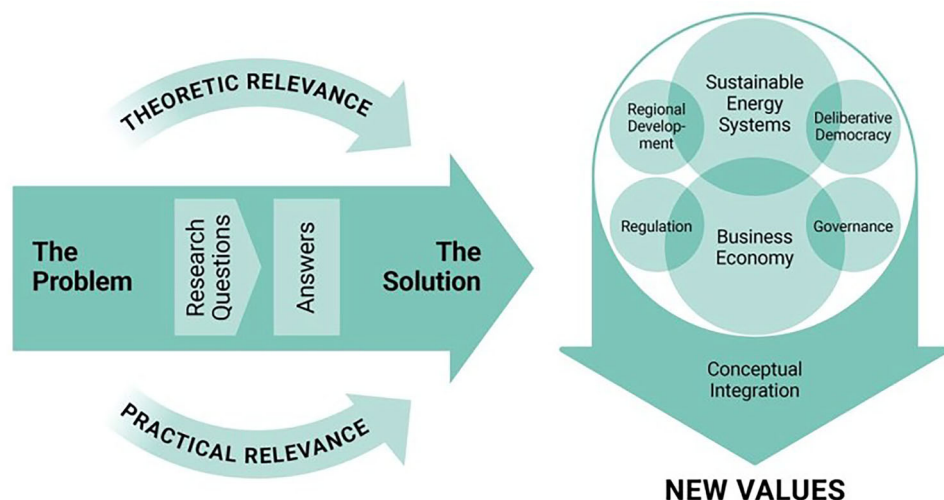 THEORETIC RELEVANCE
The
Problem
Research
Questions
Answers
The
Solution
PRACTICAL RELEVANCE
Sustainable
Energy
Systems
Regional
Develop-
ment
Deliberative
Democracy
Regulation
Business
Economy
Governance
Conceptual
Integration
NEW VALUES